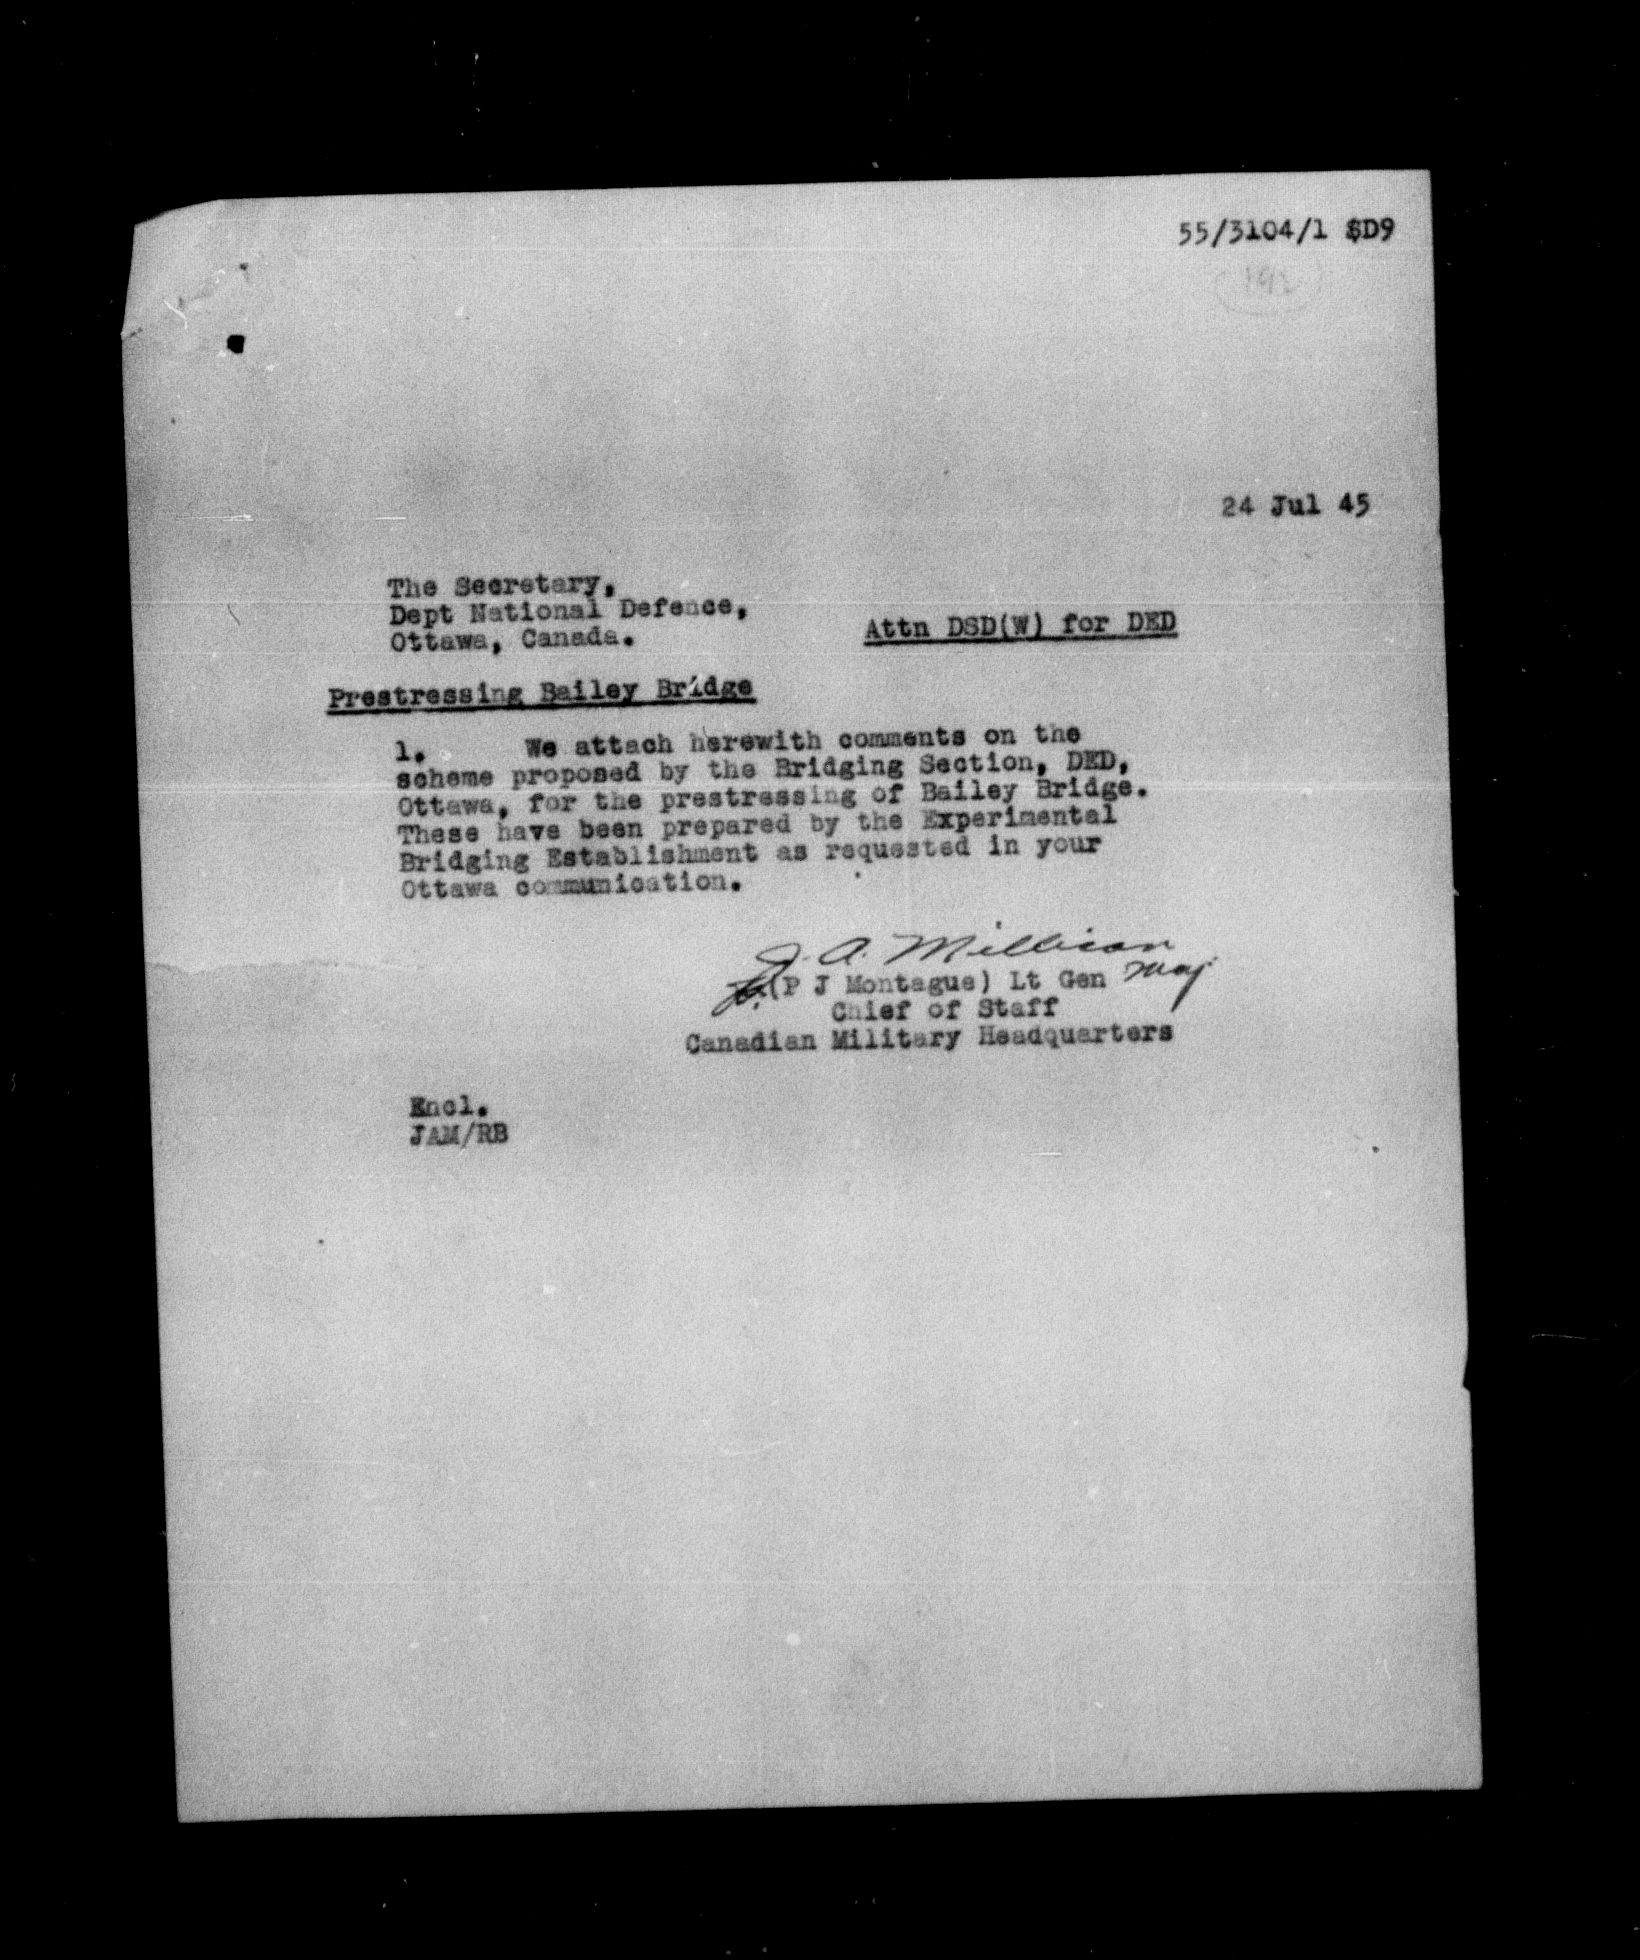 55/3104/1 SD9
24 Jul 45
The Secretary,
Dept National Defence,
Ottawa, Canada.
Attn DSD(W) for DED
Prestressing Bailey Bridge
1. We attach herewith comments on the
scheme proposed by the Bridging Section, DED,
Ottawa, for the prestressing of Bailey Bridge.
These have been prepared by the Experimental
Bridging Establishment as requested in your
Ottawa communication.
J. A. Millican Maj.
(P J Montague) Lt Gen
Chief of Staff
Canadian Military Headquarters
Encl.
JAM/RB